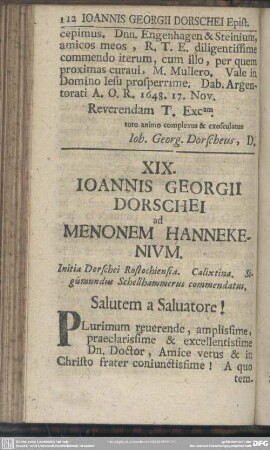 112 IOANNIS GEORGII DORSCHEI Epist.
cepimus. Dnn. Engenhagen & Steinium,
amicos meos, R. T. E. diligentissime
commendo iterum, cum illo, per quem
proximas curaui. M. Mullero. Vale in
Domino Iesu prosperrime. Dab. Argen-
torati A. O. R. 1648. 17. Nov.
Reverendam T. Excam.
toto animo complexus & exosculatus
Ioh. Georg. Dorscheus, D.
XIX.
IOANNIS GEORGII
DORSCHEI
ad
MENONEM HANNEKE-
NIVM.
Initia Dorschei Rostochiensia. Calixtina. Si-
gismundus Schellhammerus commendatus.
Salutem a Saluatore!
PLurimum reuerende, amplissime,
praeclarissime & excellentissime
Dn. Doctor, Amice vetus & in
Christo frater coniunctissime! A quo
tem-